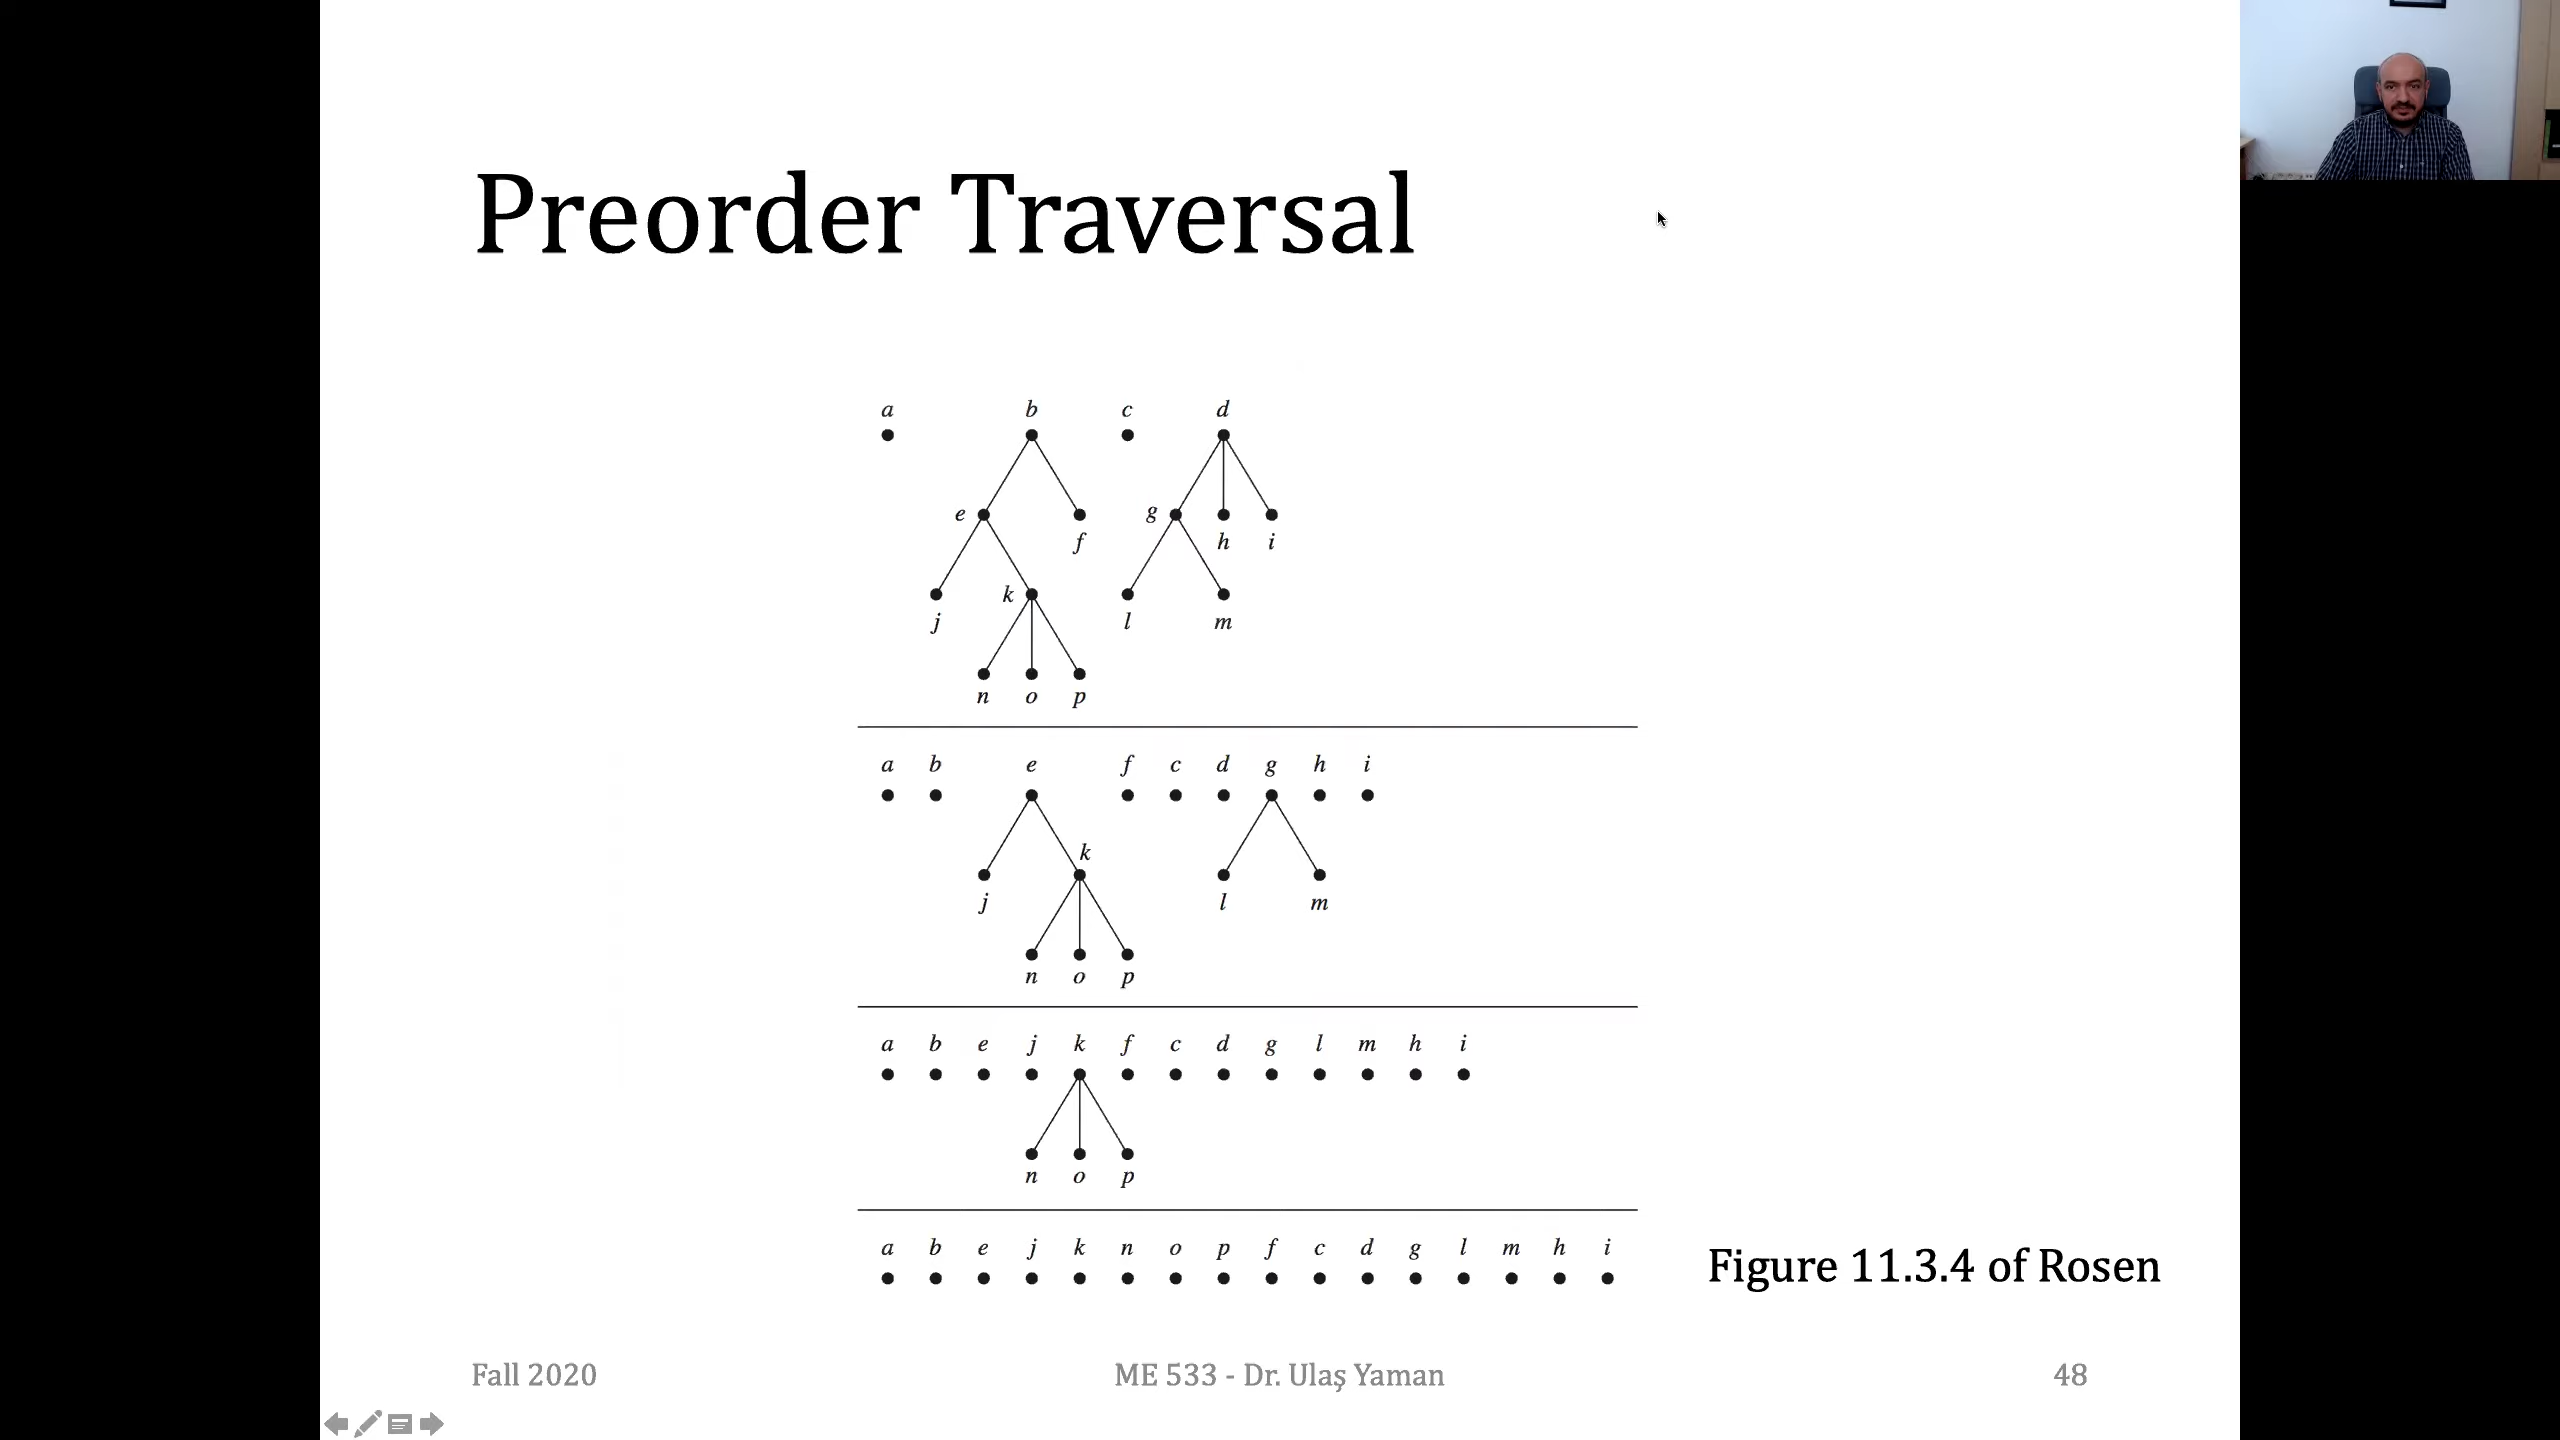 Preorder Traversal
a b c d
e f g h i
j k l m
n o p
a b e f c d g h i
k
j l m
n o p
a b e j k f c d g l m h i
n o p
a b e j k n o p f c d g l m h i
Figure 11.3.4 of Rosen
Fall 2020 ME 533 - Dr. Ulaş Yaman 48